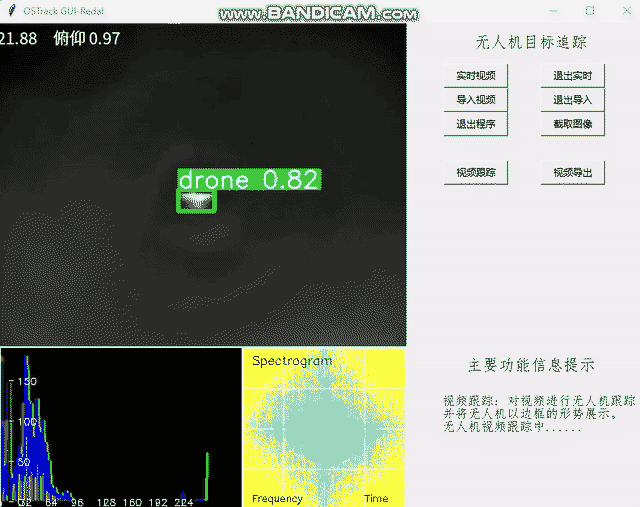 OSTrack GUI-Redal
www.BANDICAM.com
21.88 俯仰 0.97
无人机目标追踪
实时视频 退出实时
导入视频 退出导入
退出程序 截取图像
drone 0.82
视频跟踪 视频导出
主要功能信息提示
视频跟踪：对视频进行无人机跟踪
并将无人机以边框的形势展示。
无人机视频跟踪中......
150
100
50
0 32 64 96 128 160 192 224
Spectrogram
Frequency Time